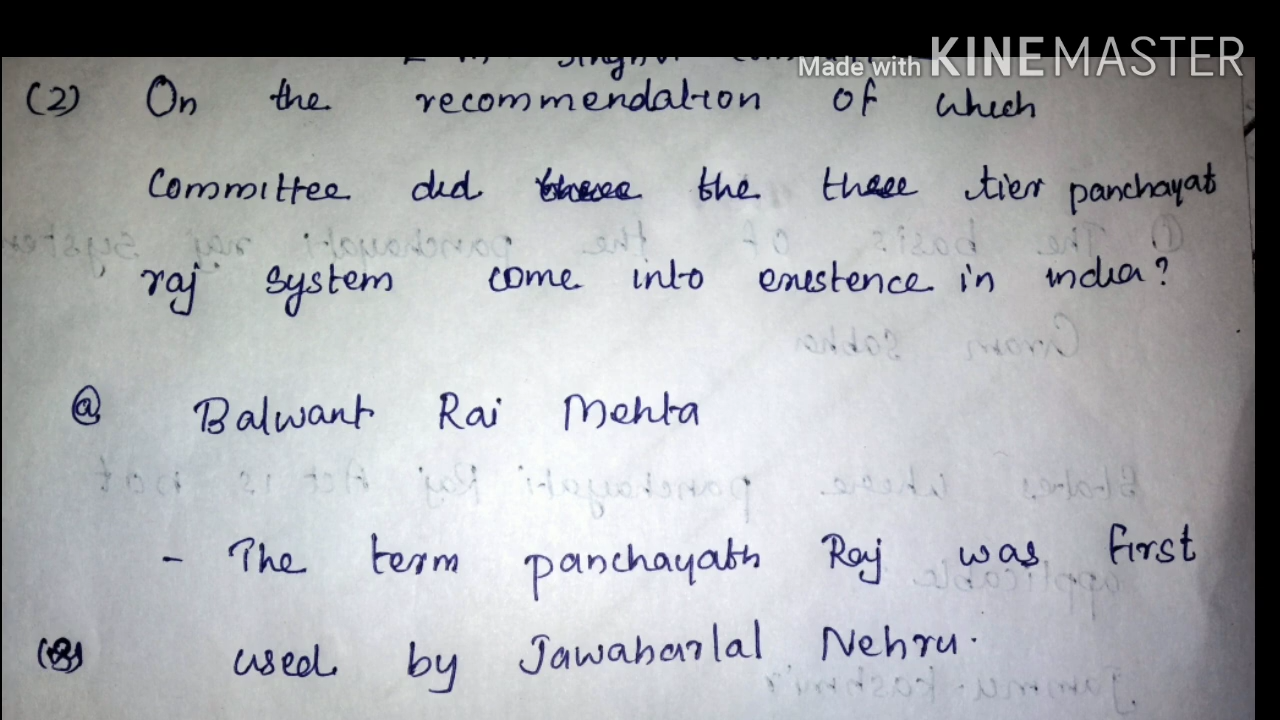 Made with KINEMASTER
(2) On the recommendation of which
Committee did the three tier panchayat
raj system come into existence in india?
@ Balwant Rai Mehta
- The term panchayath Raj was first
used by Jawaharlal Nehru.